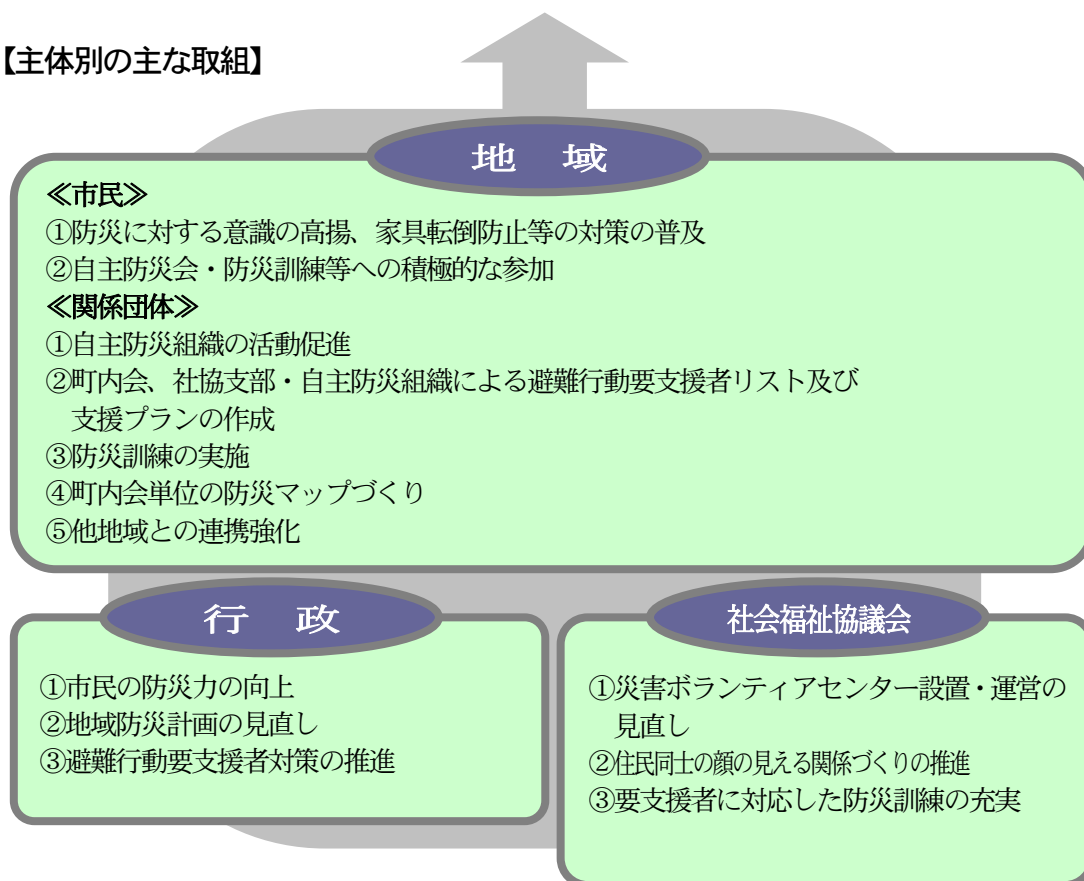 【主体別の主な取組】
地　域
≪市民≫
①防災に対する意識の高揚、家具転倒防止等の対策の普及
②自主防災会・防災訓練等への積極的な参加
≪関係団体≫
①自主防災組織の活動促進
②町内会、社協支部・自主防災組織による避難行動要支援者リスト及び
支援プランの作成
③防災訓練の実施
④町内会単位の防災マップづくり
⑤他地域との連携強化
行　政
①市民の防災力の向上
②地域防災計画の見直し
③避難行動要支援者対策の推進
社会福祉協議会
①災害ボランティアセンター設置・運営の
見直し
②住民同士の顔の見える関係づくりの推進
③要支援者に対応した防災訓練の充実